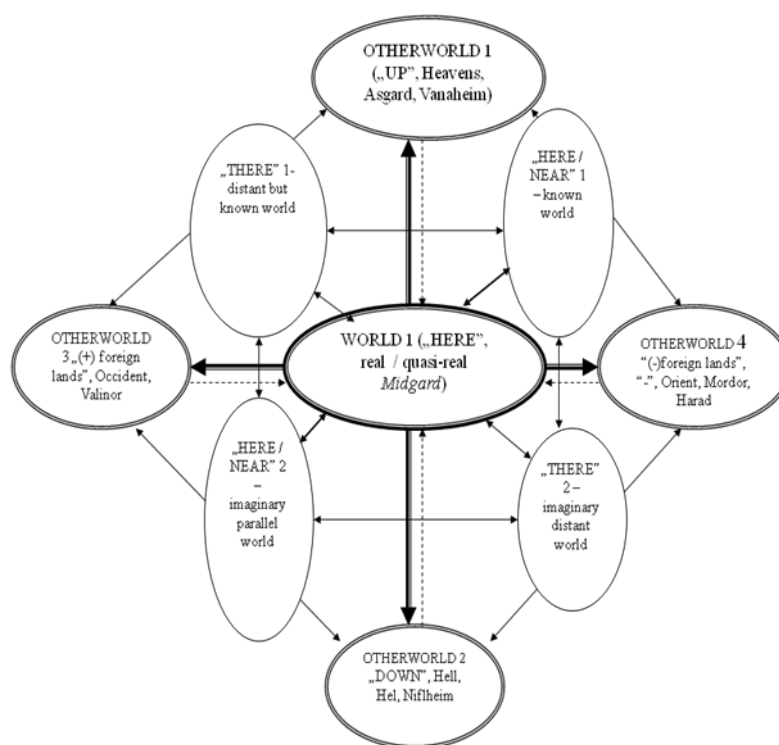 OTHERWORLD 1
(„UP”, Heavens,
Asgard, Vanaheim)
„THERE” 1-
distant but
known world
„HERE /
NEAR” 1
– known
world
OTHERWORLD
3„(+) foreign
lands”, Occident,
Valinor
WORLD 1 („HERE”,
real / quasi-real
Midgard)
OTHERWORLD 4
“(-)foreign lands”,
“-”, Orient, Mordor,
Harad
„HERE /
NEAR” 2
–
imaginary
parallel
world
„THERE”
2 –
imaginary
distant
world
OTHERWORLD 2
„DOWN”, Hell,
Hel, Niflheim